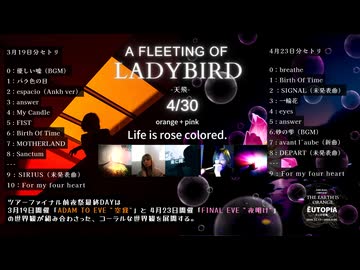 3月19日分セトリ
0：優しい嘘（BGM）
1：バラ色の日
2：espacio（Ankh ver）
3：answer
4：My Candle
5：FIST
6：Birth Of Time
7：MOTHERLAND
8：Sanctum
---
9：SIRIUS（未発表曲）
10：For my four heart
A FLEETING OF
LADYBIRD
-天飛-
4/30
orange + pink
Life is rose colored.
4月23日分セトリ
0：breathe
1：Birth Of Time
2：SIGNAL（未発表曲）
3：一輪花
4：eyes
5：answer
6:砂の雫（BGM）
7：avant l'aube（新曲）
8：DEPART（未発表曲）
---
9：For my four heart
ツアーファイナル前夜祭最終DAYは
3月19日開催「ADAM TO EVE "空庭"」と 4月23日開催「FINAL EVE "夜明け"」
の世界観が組み合わさった、コーラルな世界を展開する。
THE EARTH IS
ORANGE
EUTOPIA